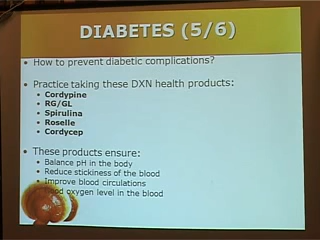 DIABETES (5/6)
• How to prevent diabetic complications?
• Practice taking these DXN health products:
• Cordypine
• RG/GL
• Spirulina
• Roselle
• Cordycep
• These products ensure:
• Balance pH in the body
• Reduce stickiness of the blood
• Improve blood circulations
oxygen level in the blood